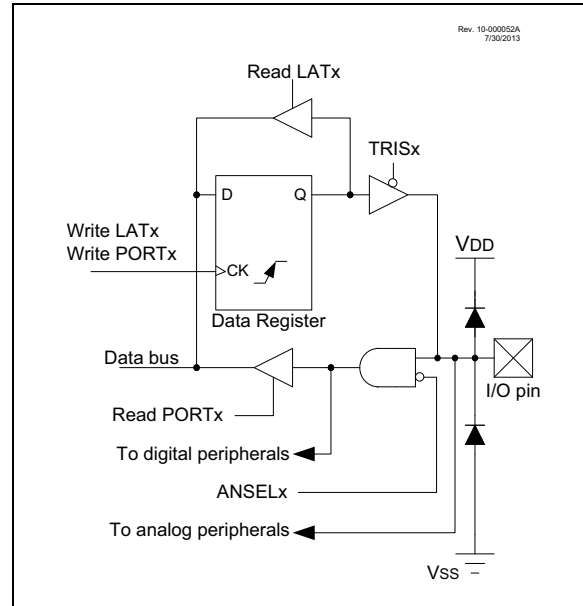 Rev. 10-000052A
7/30/2013
Read LATx
TRISx
D
Q
Write LATx
Write PORTx
CK
VDD
Data Register
Data bus
I/O pin
Read PORTx
To digital peripherals
ANSELx
To analog peripherals
VSS